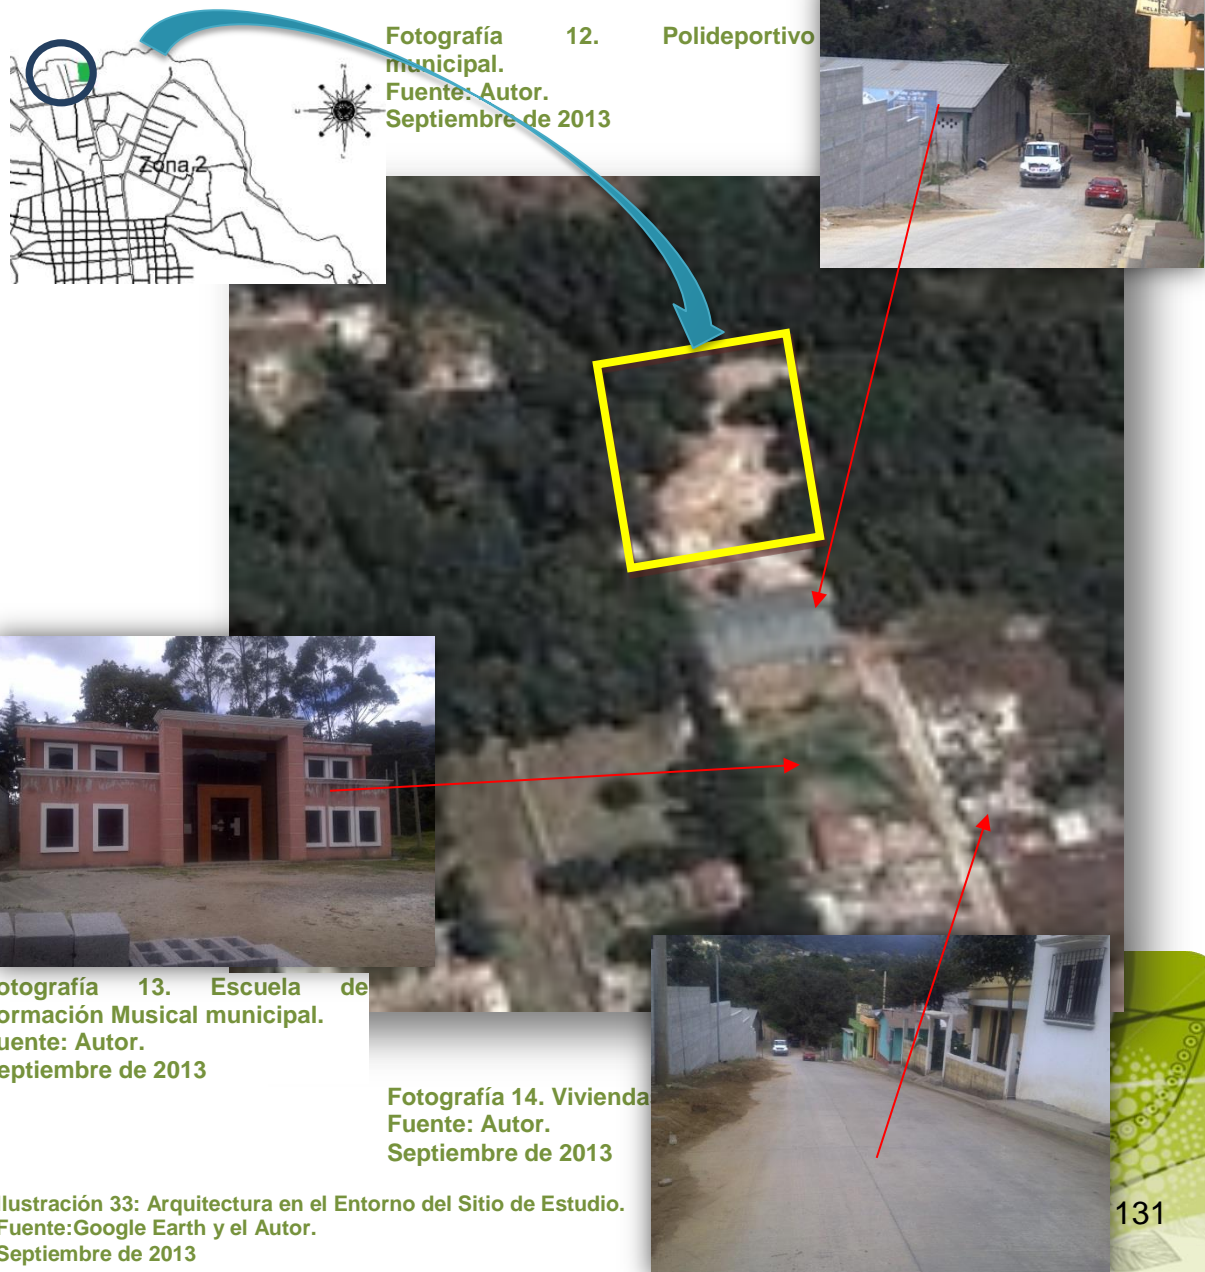 Fotografía 12. Polideportivo
municipal.
Fuente: Autor.
Septiembre de 2013
Zona 2
otografía 13. Escuela de
ormación Musical municipal.
uente: Autor.
eptiembre de 2013
Fotografía 14. Vivienda
Fuente: Autor.
Septiembre de 2013
lustración 33: Arquitectura en el Entorno del Sitio de Estudio.
Fuente:Google Earth y el Autor.
Septiembre de 2013
131